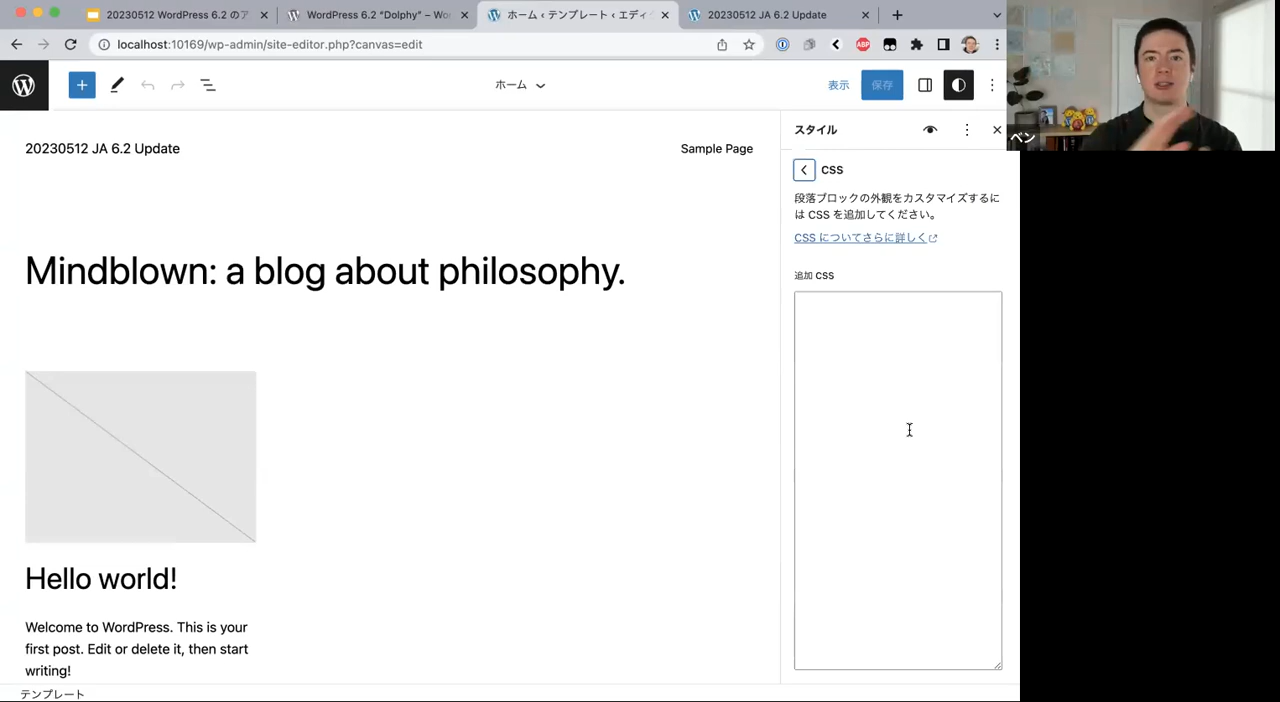 20230512 WordPress 6.2 のア
WordPress 6.2 “Dolphy” – Wo
ホーム ‹ テンプレート ‹ エディ
20230512 JA 6.2 Update
localhost:10169/wp-admin/site-editor.php?canvas=edit
ABP
ホーム
表示
保存
ベン
20230512 JA 6.2 Update
Sample Page
スタイル
CSS
段落ブロックの外観をカスタマイズするに
は CSS を追加してください。
CSS についてさらに詳しく
追加 CSS
Mindblown: a blog about philosophy.
Hello world!
Welcome to WordPress. This is your
first post. Edit or delete it, then start
writing!
テンプレート